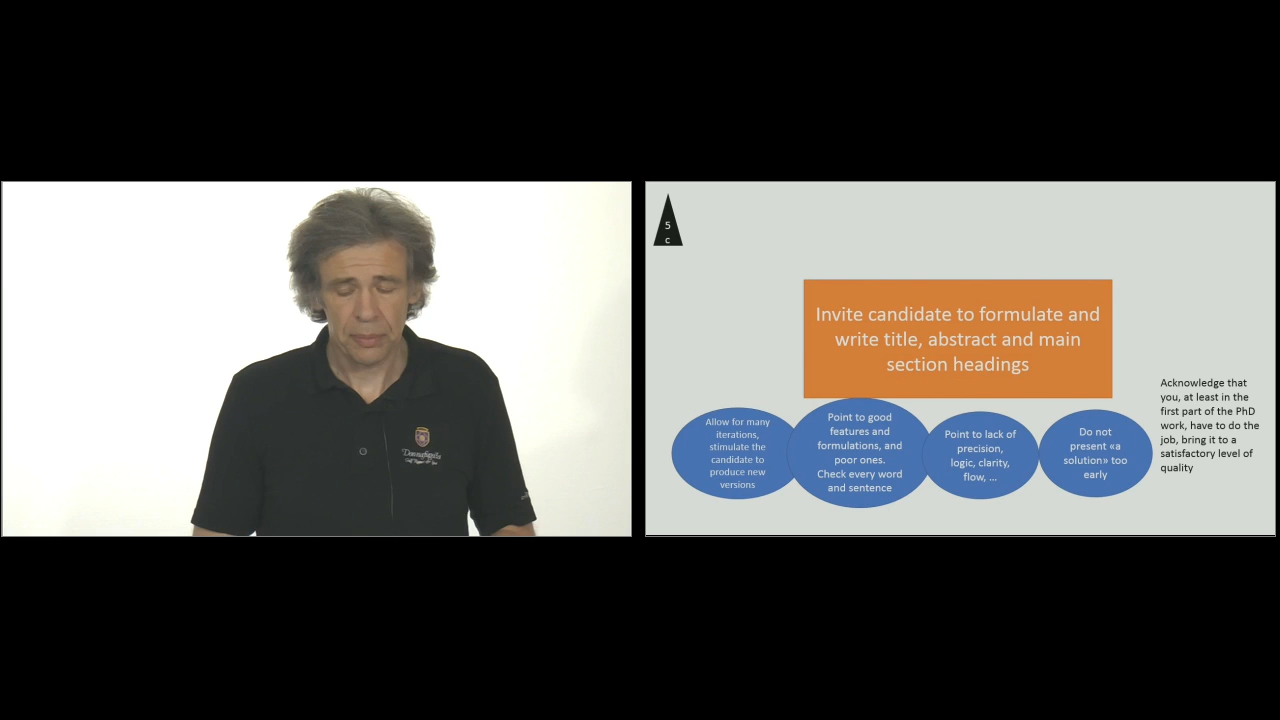 5
c
Invite candidate to formulate and
write title, abstract and main
section headings
Allow for many
iterations,
stimulate the
candidate to
produce new
versions
Point to good
features and
formulations, and
poor ones.
Check every word
and sentence
Point to lack of
precision,
logic, clarity,
flow, ...
Do not
present «a
solution» too
early
Acknowledge that
you, at least in the
first part of the PhD
work, have to do the
job, bring it to a
satisfactory level of
quality